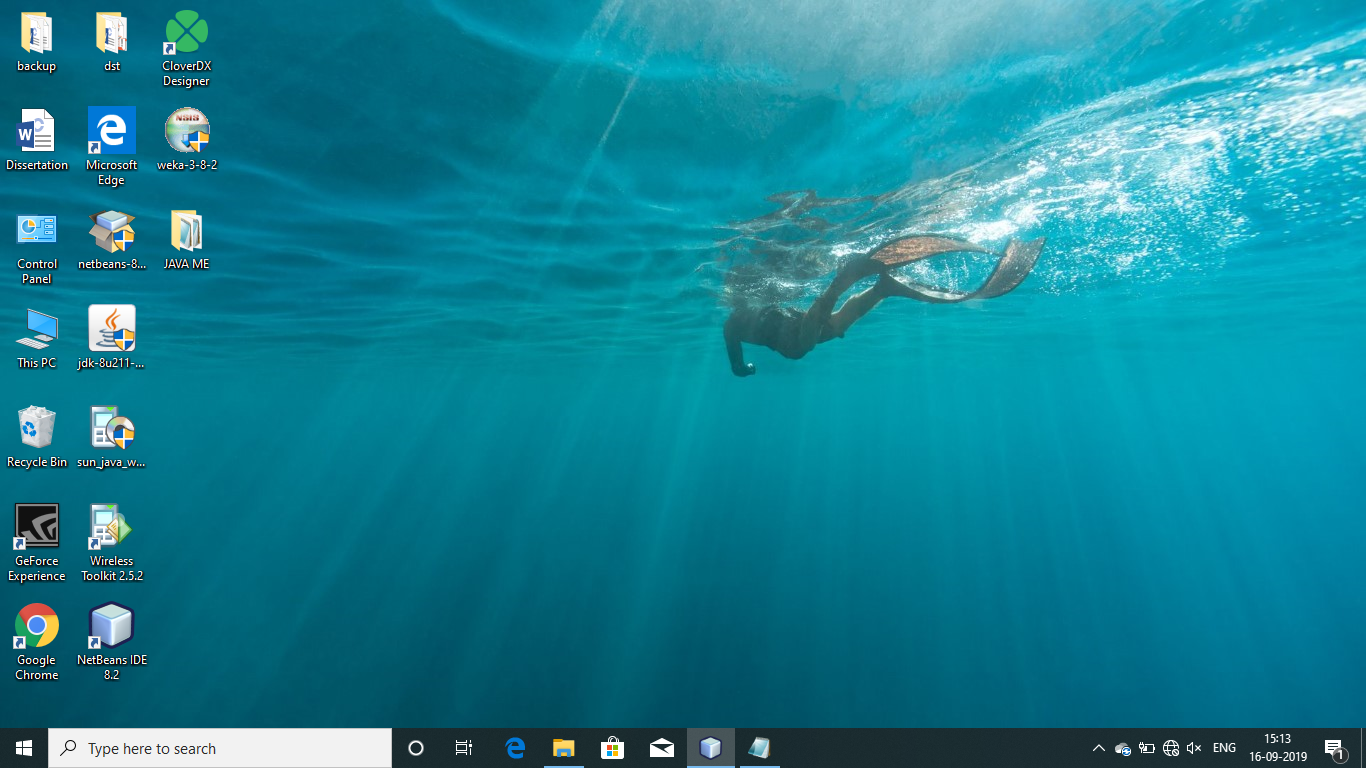 backup
dst
CloverDX
Designer
W
Dissertation
Microsoft
Edge
NSIS
weka-3-8-2
Control
Panel
netbeans-8...
JAVA ME
This PC
jdk-8u211-...
Recycle Bin
sun_java_w...
GeForce
Experience
Wireless
Toolkit 2.5.2
Google
Chrome
NetBeans IDE
8.2
Type here to search
ENG
15:13
16-09-2019
1